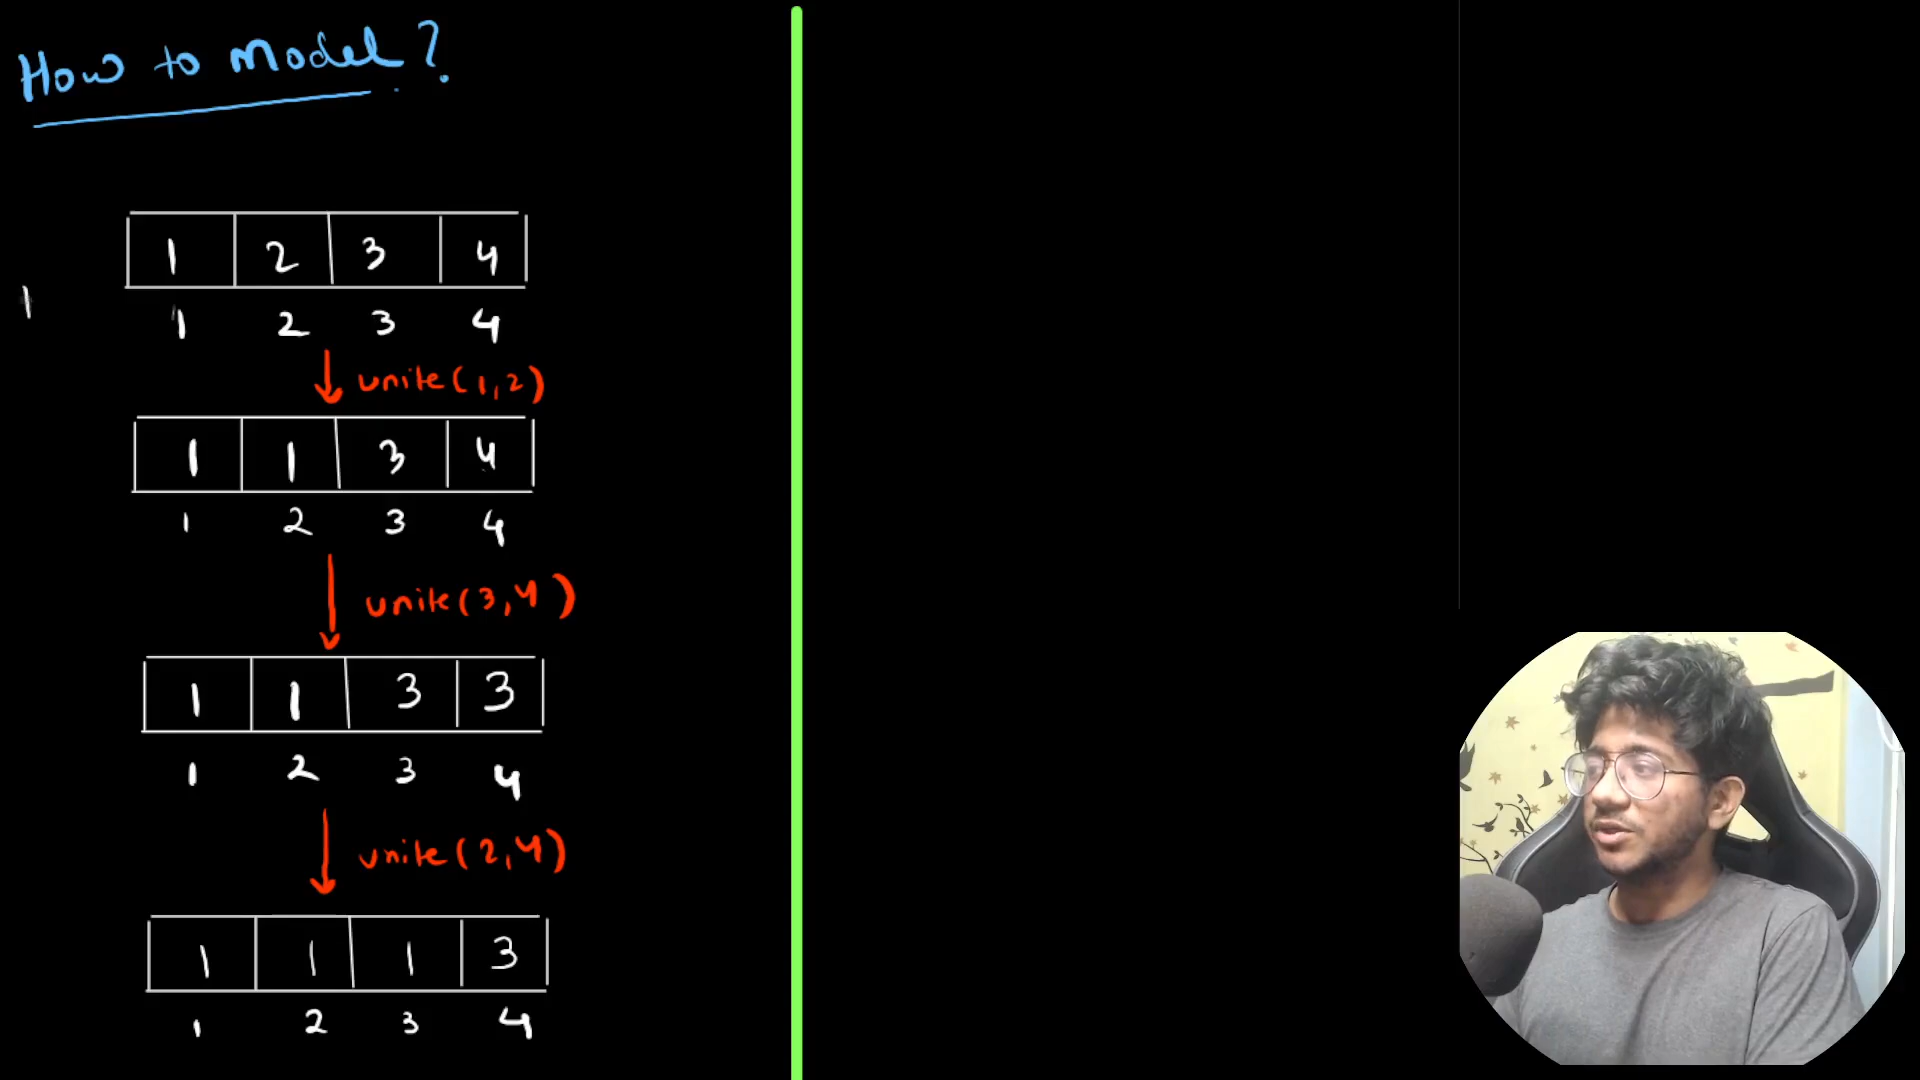 How to Model?
1 2 3 4
1
1 2 3 4
unite(1,2)
1 1 3 4
1 2 3 4
unite(3,4)
1 1 3 3
1 2 3 4
unite(2,4)
1 1 1 3
1 2 3 4